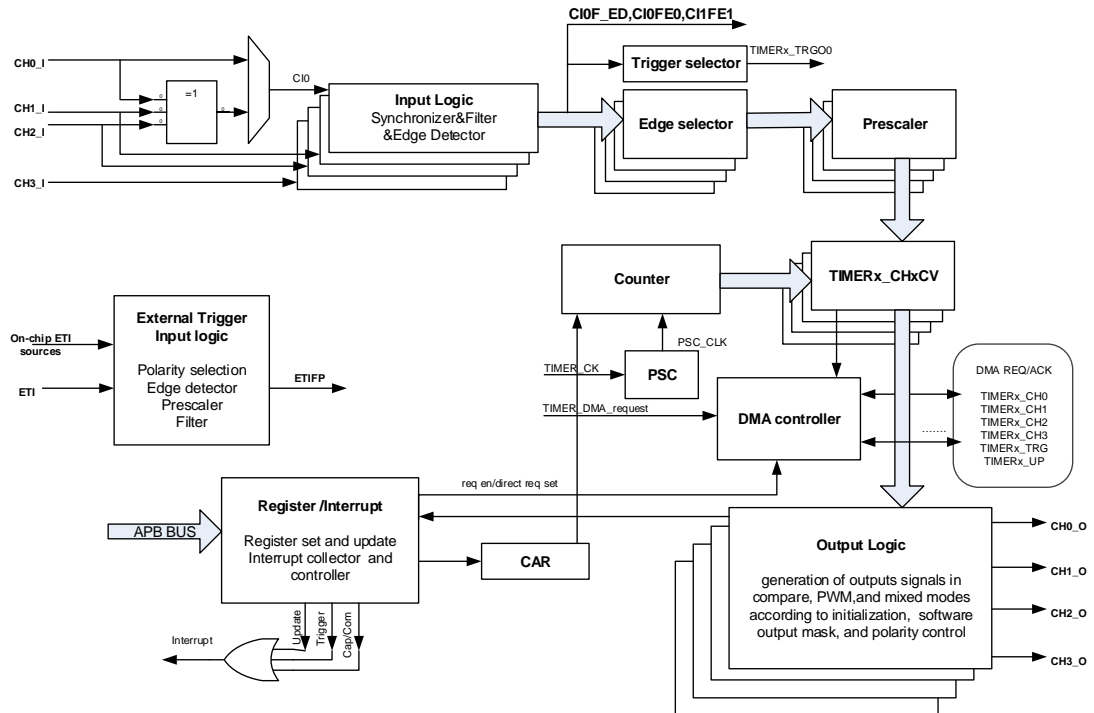 CI0F_ED,CI0FE0,CI1FE1
TIMERx_TRGO0
Trigger selector
CH0_I
CI0
=1
0
0
0
0
CH1_I
CH2_I
CH3_I
Input Logic
Synchronizer&Filter
&Edge Detector
Edge selector
Prescaler
Counter
TIMERx_CHxCV
External Trigger
Input logic
Polarity selection
Edge detector
Prescaler
Filter
On-chip ETI
sources
ETI
ETIFP
PSC_CLK
TIMER_CK
PSC
TIMER_DMA_request
DMA controller
DMA REQ/ACK
TIMERx_CH0
TIMERx_CH1
TIMERx_CH2
TIMERx_CH3
TIMERx_TRG
TIMERx_UP
.......
req en/direct req set
APB BUS
Register /Interrupt
Register set and update
Interrupt collector and
controller
CAR
Update
Trigger
Cap/Com
Interrupt
Output Logic
generation of outputs signals in
compare, PWM,and mixed modes
according to initialization, software
output mask, and polarity control
CH0_O
CH1_O
CH2_O
CH3_O